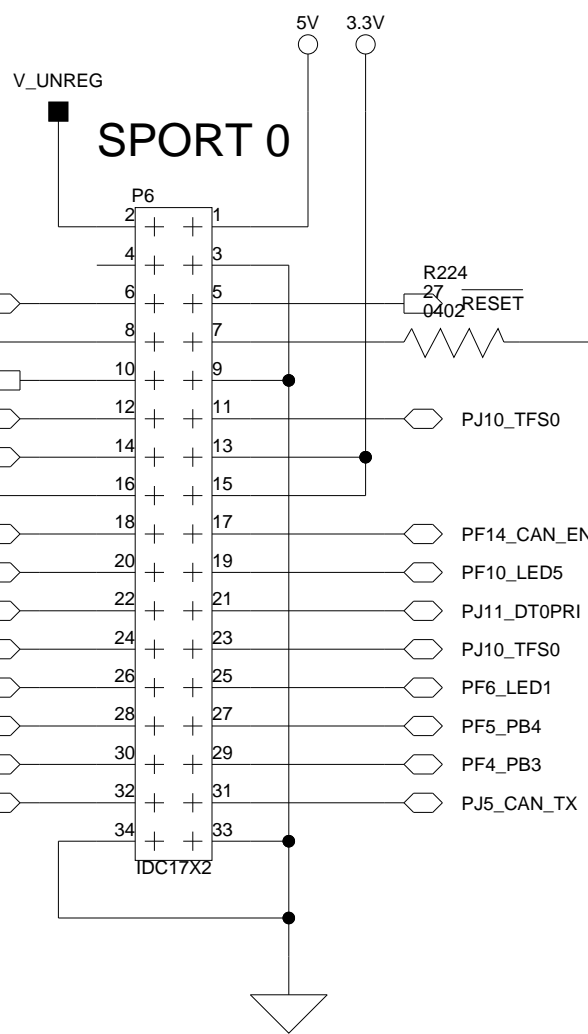 5V 3.3V
V_UNREG
SPORT 0
P6
2 1
4 3
R224
6 5 27 RESET
0402
8 7
10 9
12 11 PJ10_TFS0
14 13
16 15
18 17 PF14_CAN_EN
20 19 PF10_LED5
22 21 PJ11_DT0PRI
24 23 PJ10_TFS0
26 25 PF6_LED1
28 27 PF5_PB4
30 29 PF4_PB3
32 31 PJ5_CAN_TX
34 33
IDC17X2